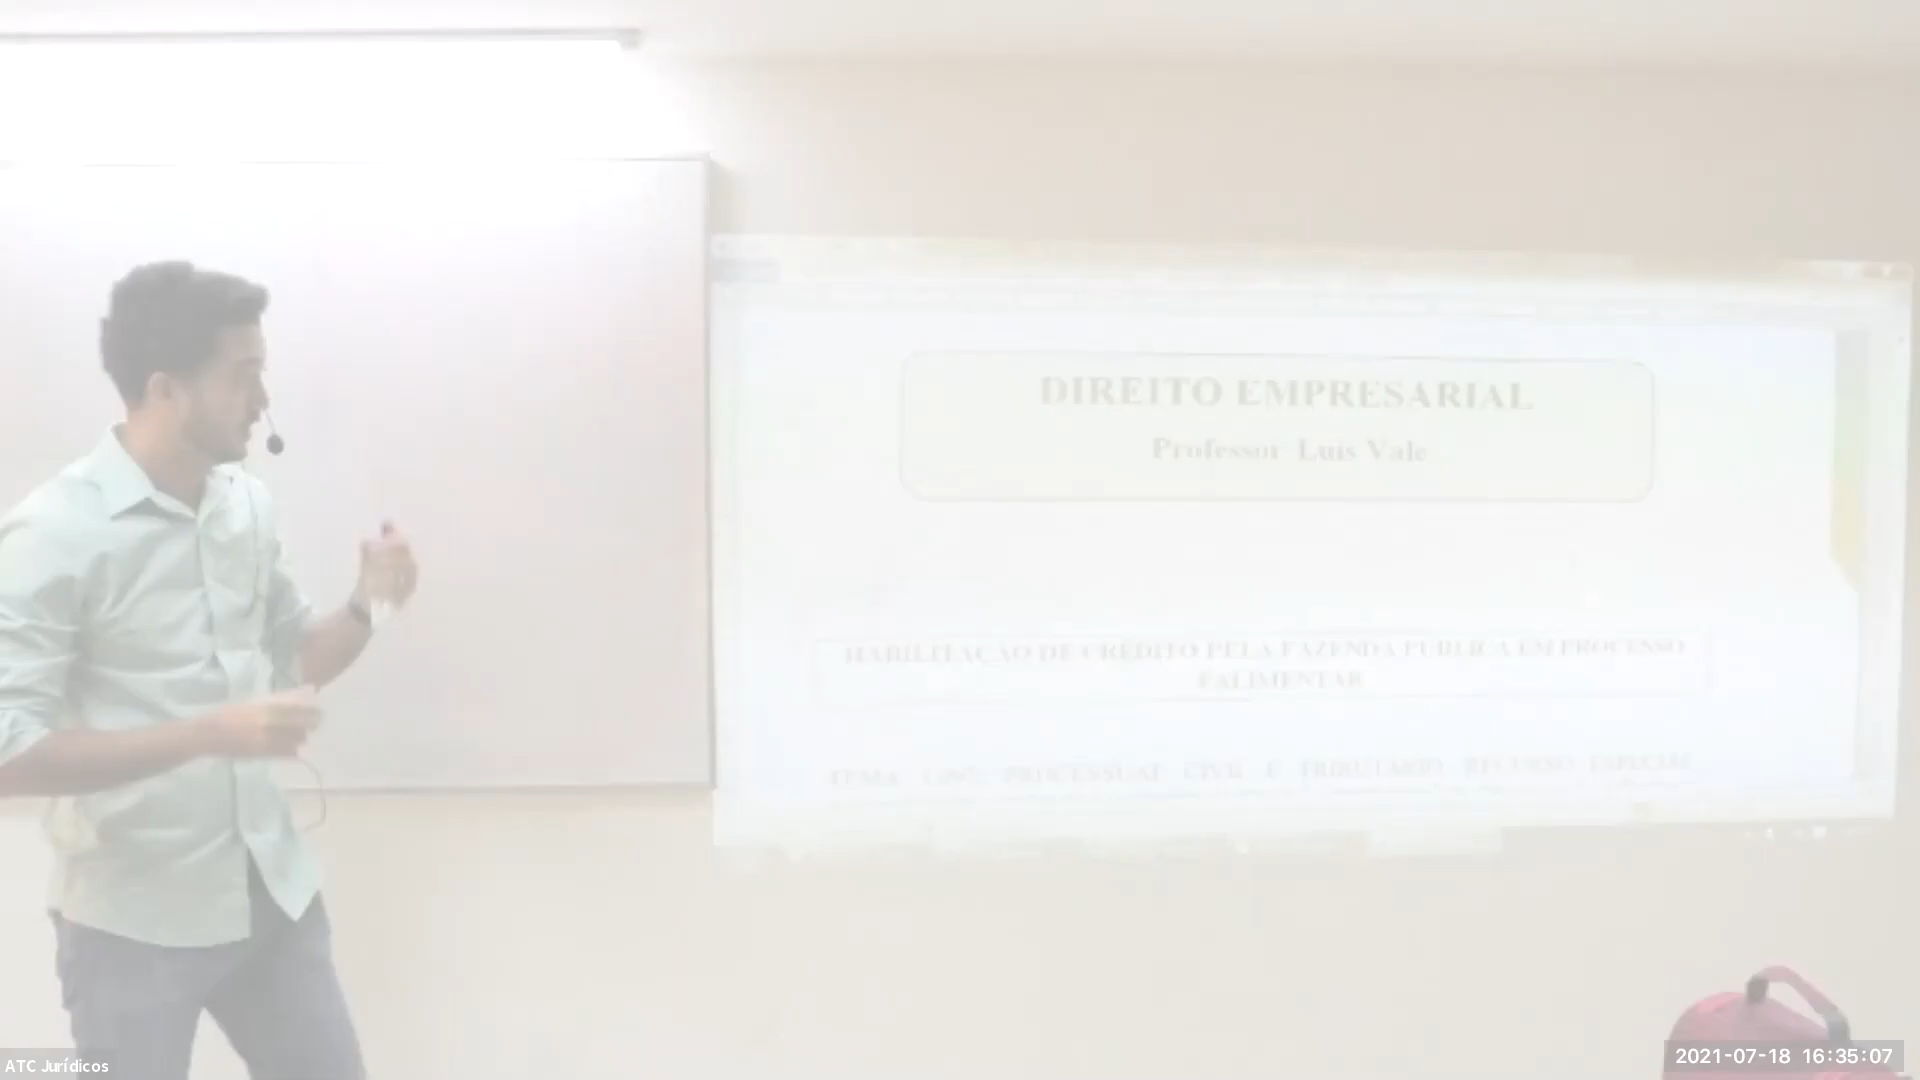 DIREITO EMPRESARIAL
Professor Luis Vale
HABILITAÇÃO DE CRÉDITO PELA FAZENDA PÚBLICA EM PROCESSO
FALIMENTAR
TEMA PROCESSUAL CIVIL E TRIBUTÁRIO. RECURSO ESPECIAL
ATC Jurídicos
2021-07-18 16:35:07